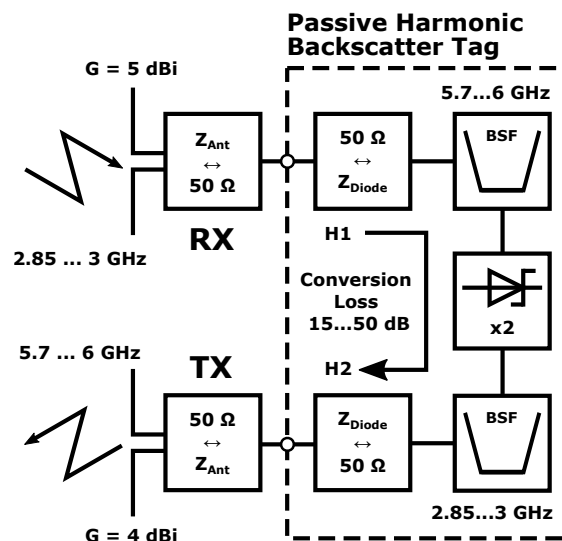 Passive Harmonic
Backscatter Tag
G = 5 dBi
5.7...6 GHz
Z_Ant
↔
50 Ω
50 Ω
↔
Z_Diode
BSF
RX
2.85 ... 3 GHz
H1
Conversion
Loss
15...50 dB
x2
5.7 ... 6 GHz
TX
H2
50 Ω
↔
Z_Ant
Z_Diode
↔
50 Ω
BSF
2.85...3 GHz
G = 4 dBi